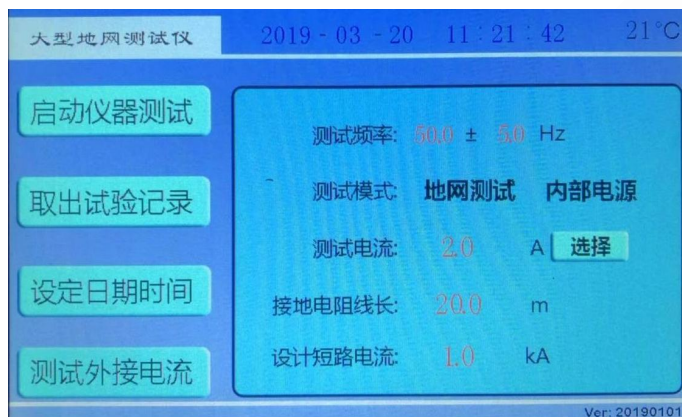 大型地网测试仪 2019 - 03 - 20 11 : 21 : 42 21°C
启动仪器测试
取出试验记录
设定日期时间
测试外接电流
测试频率: 50.0 ± 5.0 Hz
测试模式: 地网测试 内部电源
测试电流: 2.0 A 选择
接地电阻线长: 20.0 m
设计短路电流: 1.0 kA
Ver: 20190101